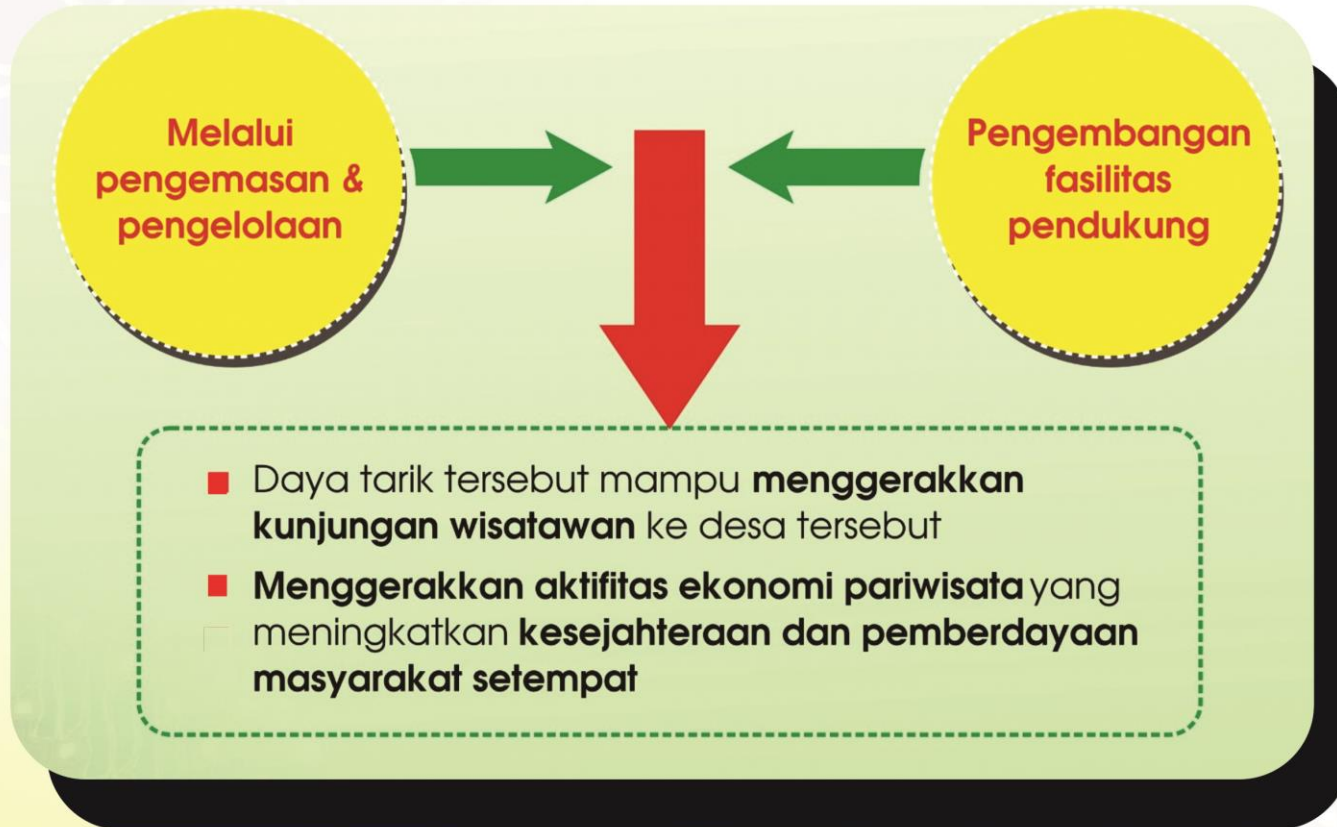 Melalui
pengemasan &
pengelolaan
Pengembangan
fasilitas
pendukung
Daya tarik tersebut mampu menggerakkan
kunjungan wisatawan ke desa tersebut
Menggerakkan aktifitas ekonomi pariwisata yang
meningkatkan kesejahteraan dan pemberdayaan
masyarakat setempat